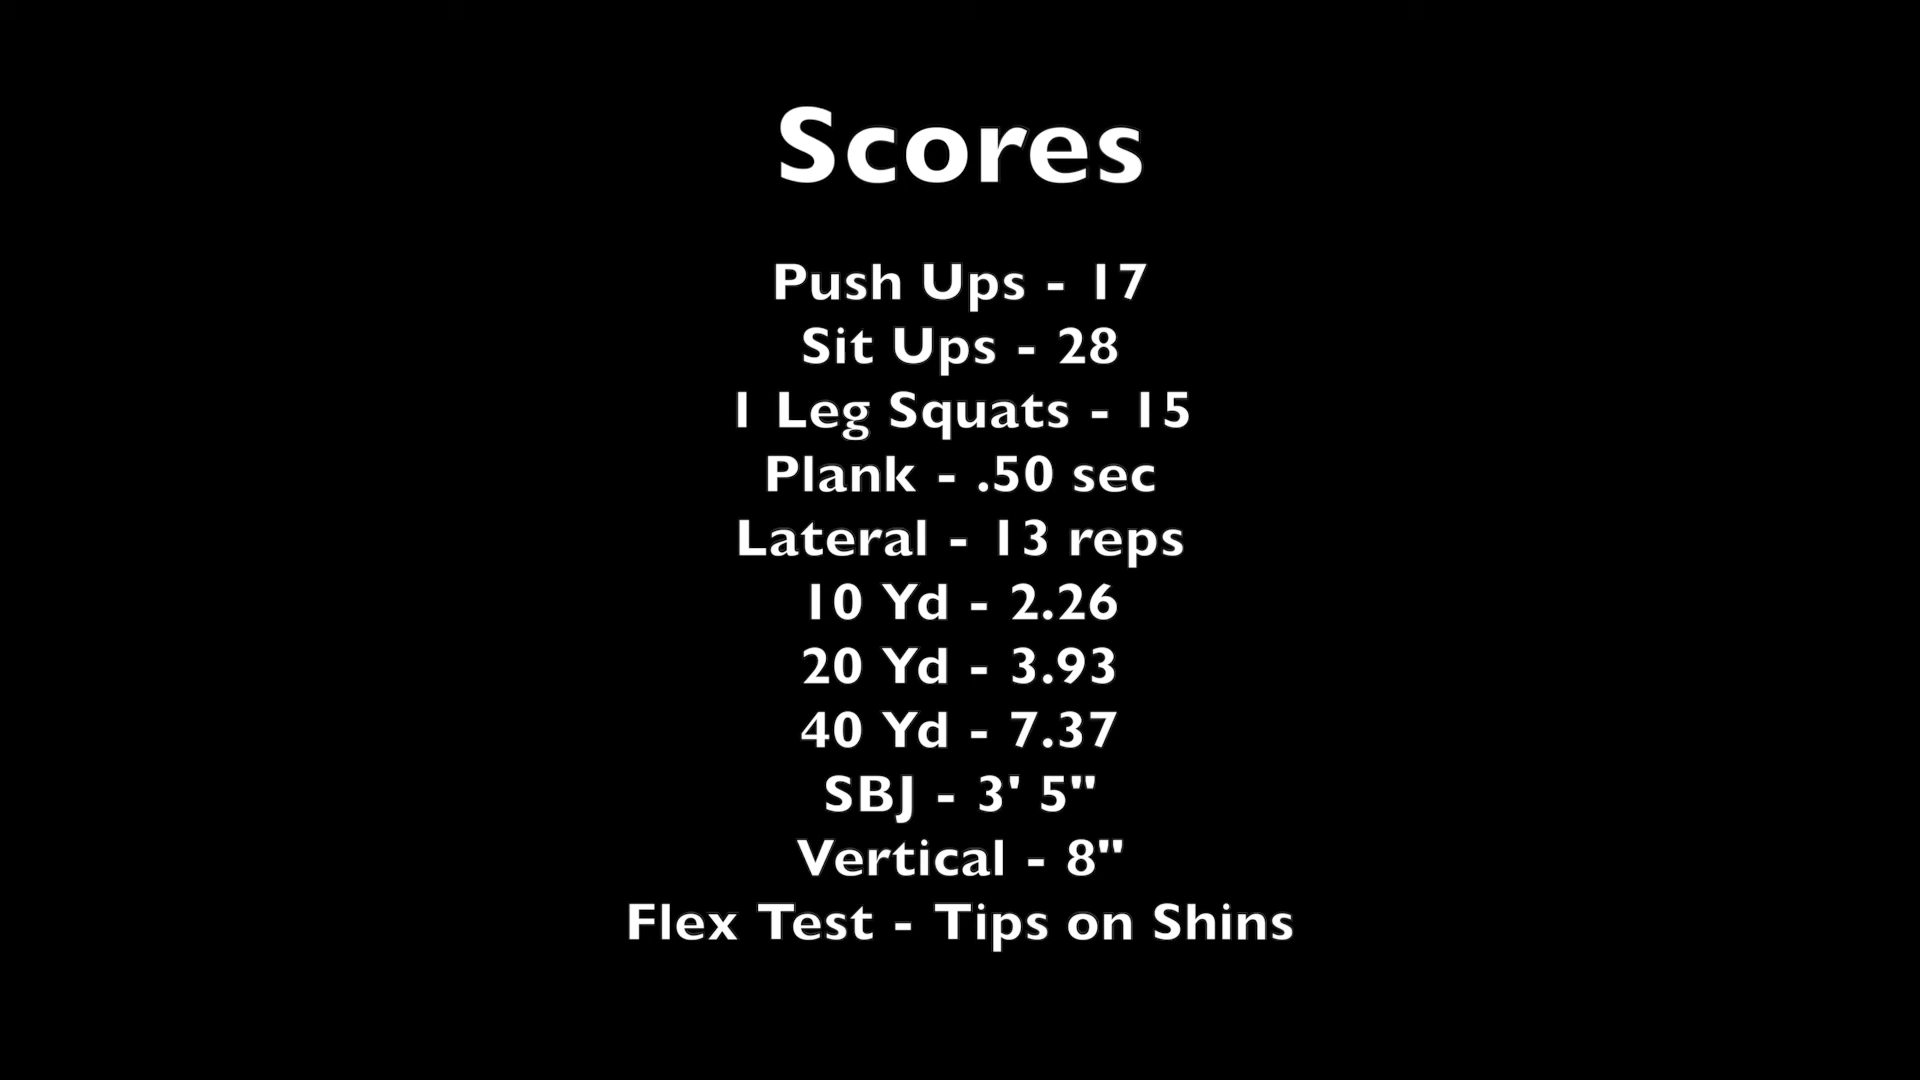 Scores
Push Ups - 17
Sit Ups - 28
1 Leg Squats - 15
Plank - .50 sec
Lateral - 13 reps
10 Yd - 2.26
20 Yd - 3.93
40 Yd - 7.37
SBJ - 3' 5"
Vertical - 8"
Flex Test - Tips on Shins